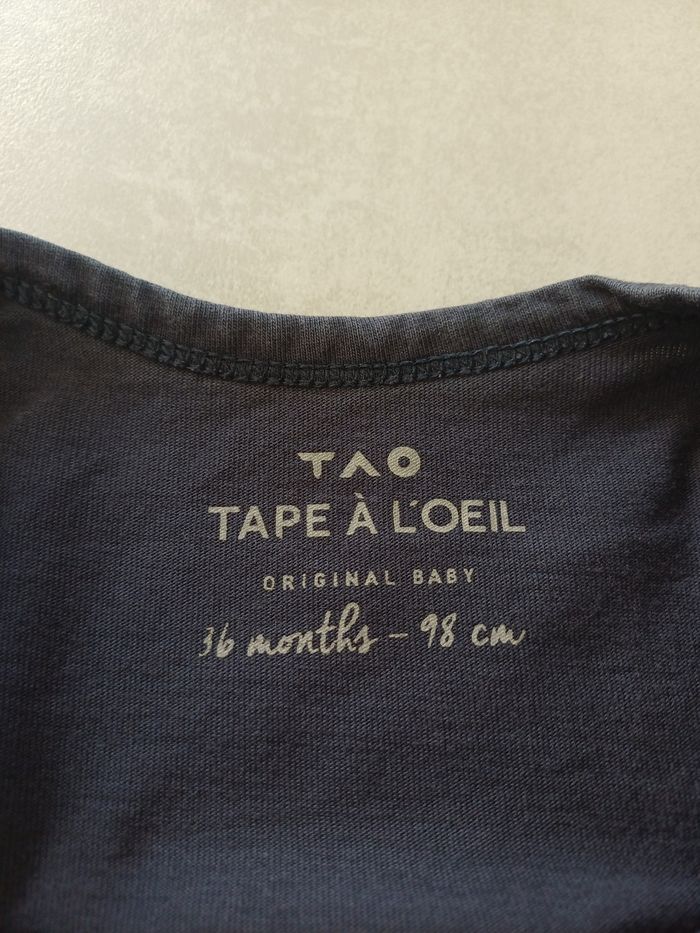 TAO
TAPE À L'OEIL
ORIGINAL BABY
36 months - 98 cm